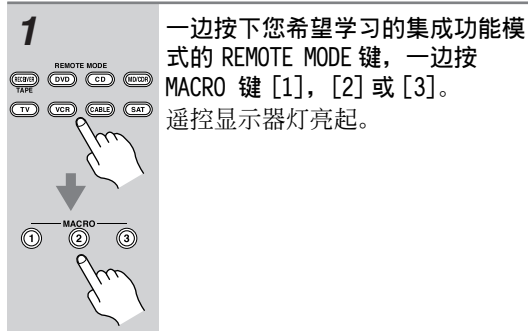 1
REMOTE MODE
RECEIVER DVD CD MD/CDR
TAPE
TV VCR CABLE SAT
MACRO
1 2 3
一边按下您希望学习的集成功能模
式的 REMOTE MODE 键，一边按
MACRO 键 [1]，[2] 或 [3]。
遥控显示器灯亮起。